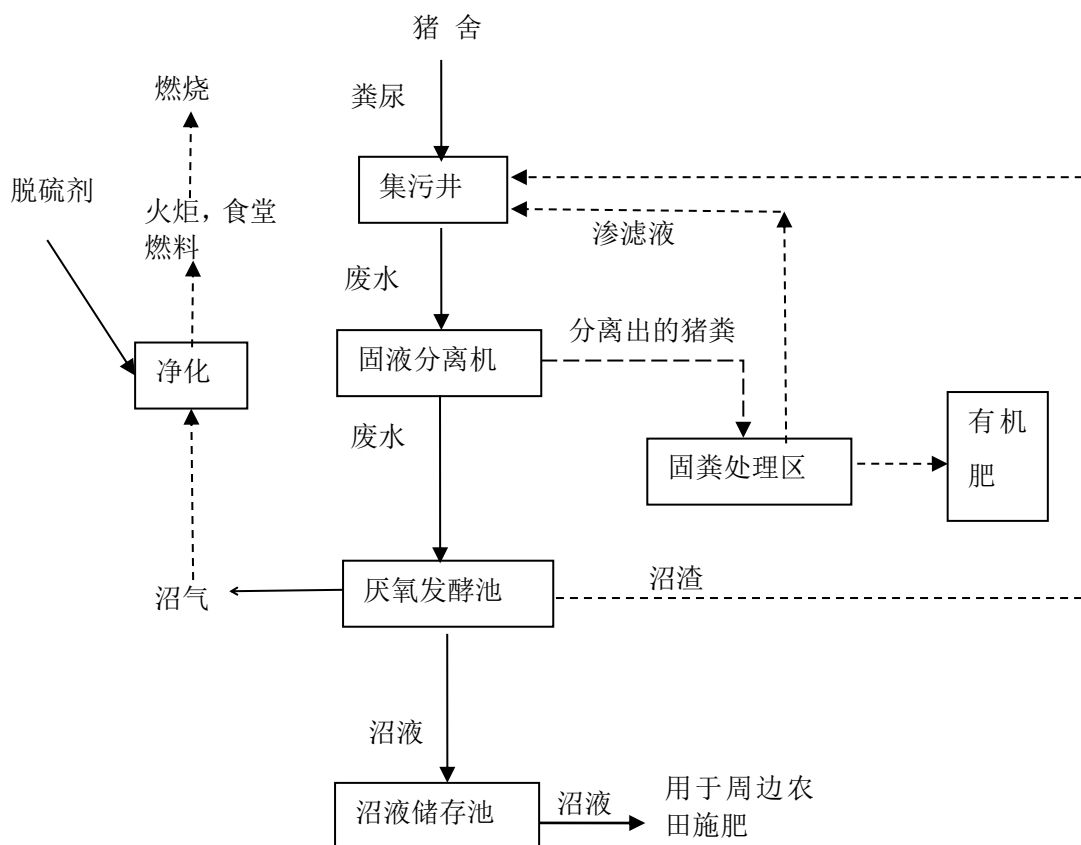 猪 舍
燃烧
粪尿
脱硫剂
集污井
火炬，食堂
燃料
渗滤液
废水
分离出的猪粪
净化
固液分离机
有机
肥
废水
固粪处理区
沼气
厌氧发酵池
沼渣
沼液
用于周边农
田施肥
沼液储存池
沼液